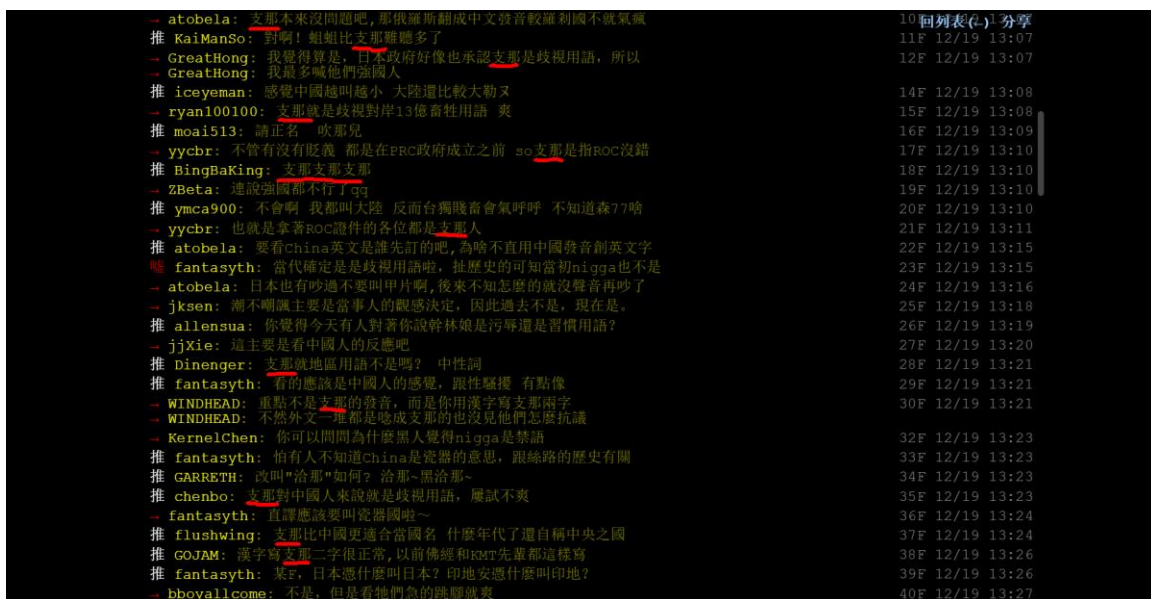 → atobela: 支那本來沒問題吧,那俄羅斯翻成中文發音較羅剎國不就氣瘋
回列表(←) 分享
推 KaiManSo: 對啊! 蛆蛆比支那難聽多了 11F 12/19 13:07
→ GreatHong: 我覺得算是, 日本政府好像也承認支那是歧視用語, 所以 12F 12/19 13:07
→ GreatHong: 我最多喊他們強國人
推 iceyeman: 感覺中國越叫越小 大陸還比較大勒ㄡ 14F 12/19 13:08
→ ryan100100: 支那就是歧視對岸13億畜牲用語 爽 15F 12/19 13:08
推 moai513: 請正名 吹那兒 16F 12/19 13:09
→ yycbr: 不管有沒有貶義 都是在PRC政府成立之前 so支那是指ROC沒錯 17F 12/19 13:10
推 BingBaKing: 支那支那支那 18F 12/19 13:10
→ ZBeta: 連說強國都不行了qq 19F 12/19 13:10
推 ymca900: 不會啊 我都叫大陸 反而台獨賤畜會氣呼呼 不知道森77啥 20F 12/19 13:10
→ yycbr: 也就是拿著ROC證件的各位都是支那人 21F 12/19 13:11
推 atobela: 要看China英文是誰先訂的吧,為啥不直用中國發音創英文字 22F 12/19 13:15
噓 fantasyth: 當代確定是是歧視用語啦, 扯歷史的可知當初nigga也不是 23F 12/19 13:15
→ atobela: 日本也有吵過不要叫甲片啊,後來不知怎麼的就沒聲音再吵了 24F 12/19 13:16
→ jksen: 潮不嘲諷主要是當事人的觀感決定, 因此過去不是, 現在是。 25F 12/19 13:18
推 allensua: 你覺得今天有人對著你說幹林娘是污辱還是習慣用語? 26F 12/19 13:19
→ jjXie: 這主要是看中國人的反應吧 27F 12/19 13:20
推 Dinenger: 支那就地區用語不是嗎? 中性詞 28F 12/19 13:21
推 fantasyth: 看的應該是中國人的感覺, 跟性騷擾 有點像 29F 12/19 13:21
→ WINDHEAD: 重點不是支那的發音, 而是你用漢字寫支那兩字 30F 12/19 13:21
→ WINDHEAD: 不然外文一堆都是唸成支那的也沒見他們怎麼抗議
→ KernelChen: 你可以問問為什麼黑人覺得nigga是禁語 32F 12/19 13:23
推 fantasyth: 怕有人不知道China是瓷器的意思, 跟絲路的歷史有關 33F 12/19 13:23
推 GARRETH: 改叫"洽那"如何? 洽那~黑洽那~ 34F 12/19 13:23
推 chenbo: 支那對中國人來說就是歧視用語, 屢試不爽 35F 12/19 13:23
→ fantasyth: 直譯應該要叫瓷器國啦~ 36F 12/19 13:24
推 flushwing: 支那比中國更適合當國名 什麼年代了還自稱中央之國 37F 12/19 13:24
推 GOJAM: 漢字寫支那二字很正常,以前佛經和KMT先輩都這樣寫 38F 12/19 13:26
推 fantasyth: 某F, 日本憑什麼叫日本? 印地安憑什麼叫印地? 39F 12/19 13:26
→ bboyallcome: 不是, 但是看牠們急的跳腳就爽 40F 12/19 13:27